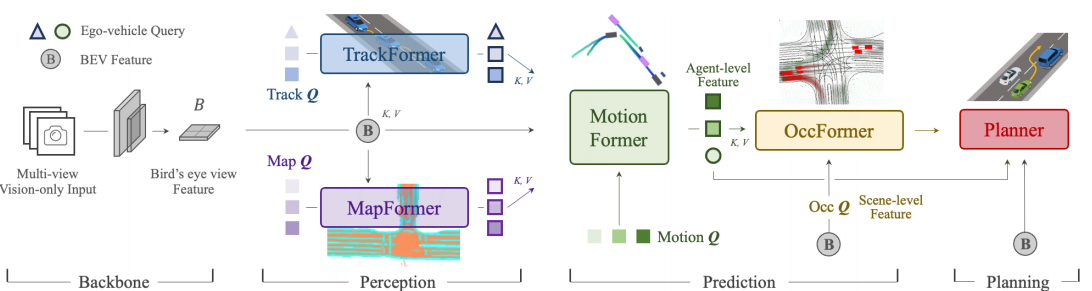 Ego-vehicle Query
B
BEV Feature
Multi-view
Vision-only Input
B
Bird's eye view
Feature
Backbone
TrackFormer
Track Q
K, V
K, V
B
Map Q
K, V
MapFormer
Perception
Motion
Former
Motion Q
Agent-level
Feature
K, V
OccFormer
Occ Q
Scene-level
Feature
B
Prediction
Planner
B
Planning